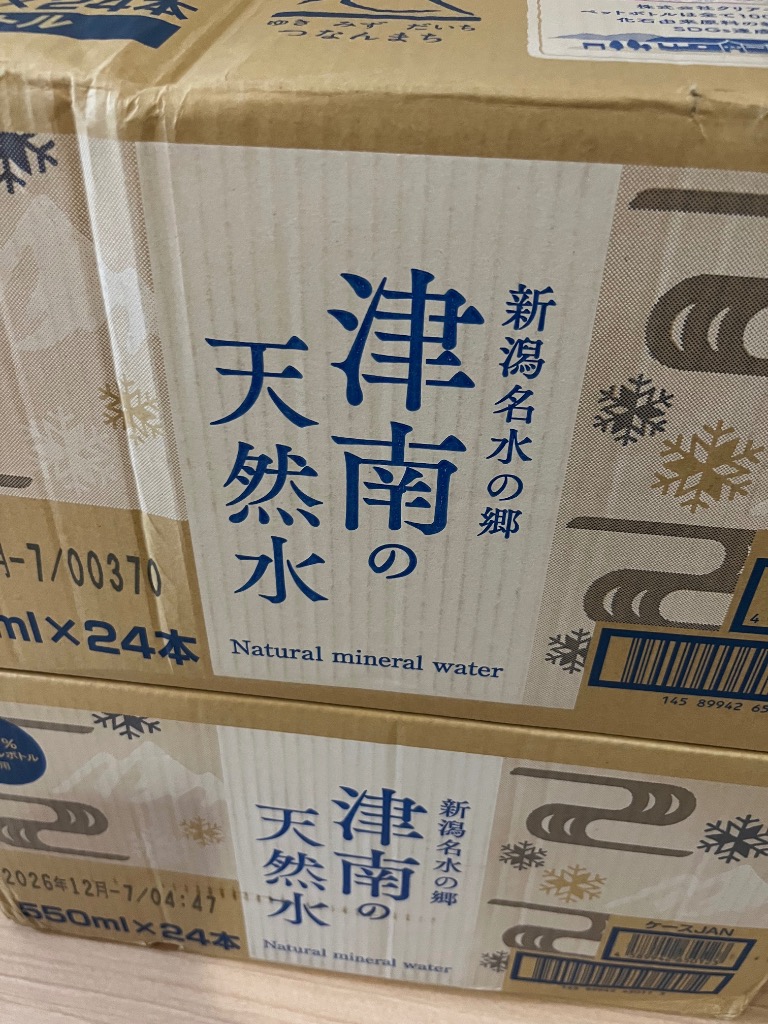 ゆき みず だいち
つなんまち
新潟名水の郷
津南の
天然水
Natural mineral water
-7/00370
ml×24本
145 89942 65
新潟名水の郷
津南の
天然水
Natural mineral water
2026年12月-7/04:47
550ml×24本
ケースJAN